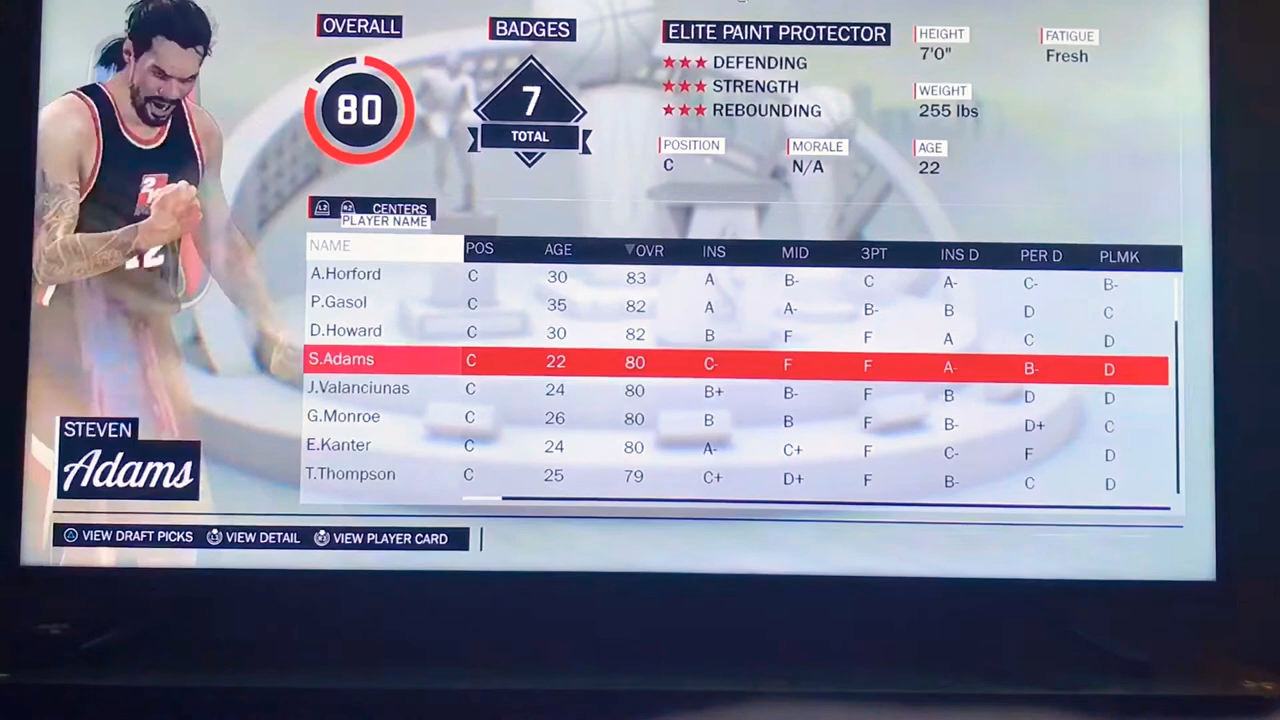 OVERALL
80
BADGES
7
TOTAL
ELITE PAINT PROTECTOR
★★★ DEFENDING
★★★ STRENGTH
★★★ REBOUNDING
POSITION
C
MORALE
N/A
HEIGHT
7'0"
WEIGHT
255 lbs
AGE
22
FATIGUE
Fresh
L2 R2 CENTERS
PLAYER NAME
NAME POS AGE ▼OVR INS MID 3PT INS D PER D PLMK
A.Horford C 30 83 A B- C A- C- B-
P.Gasol C 35 82 A A- B- B D C
D.Howard C 30 82 B F F A C D
S.Adams C 22 80 C- F F A- B- D
J.Valanciunas C 24 80 B+ B- F B D D
G.Monroe C 26 80 B B F B- D+ C
E.Kanter C 24 80 A- C+ F C- F D
T.Thompson C 25 79 C+ D+ F B- C D
STEVEN
Adams
VIEW DRAFT PICKS VIEW DETAIL VIEW PLAYER CARD